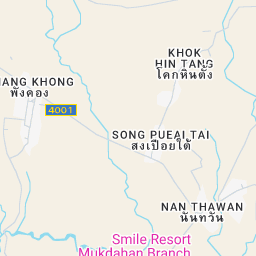 KHOK
HIN TANG
โคกหินตั้ง
ANG KHONG
พังคอง
4001
SONG PUEAI TAI
สงเปือยใต้
NAN THAWAN
นันทวัน
Smile Resort
Mukdahan Branch